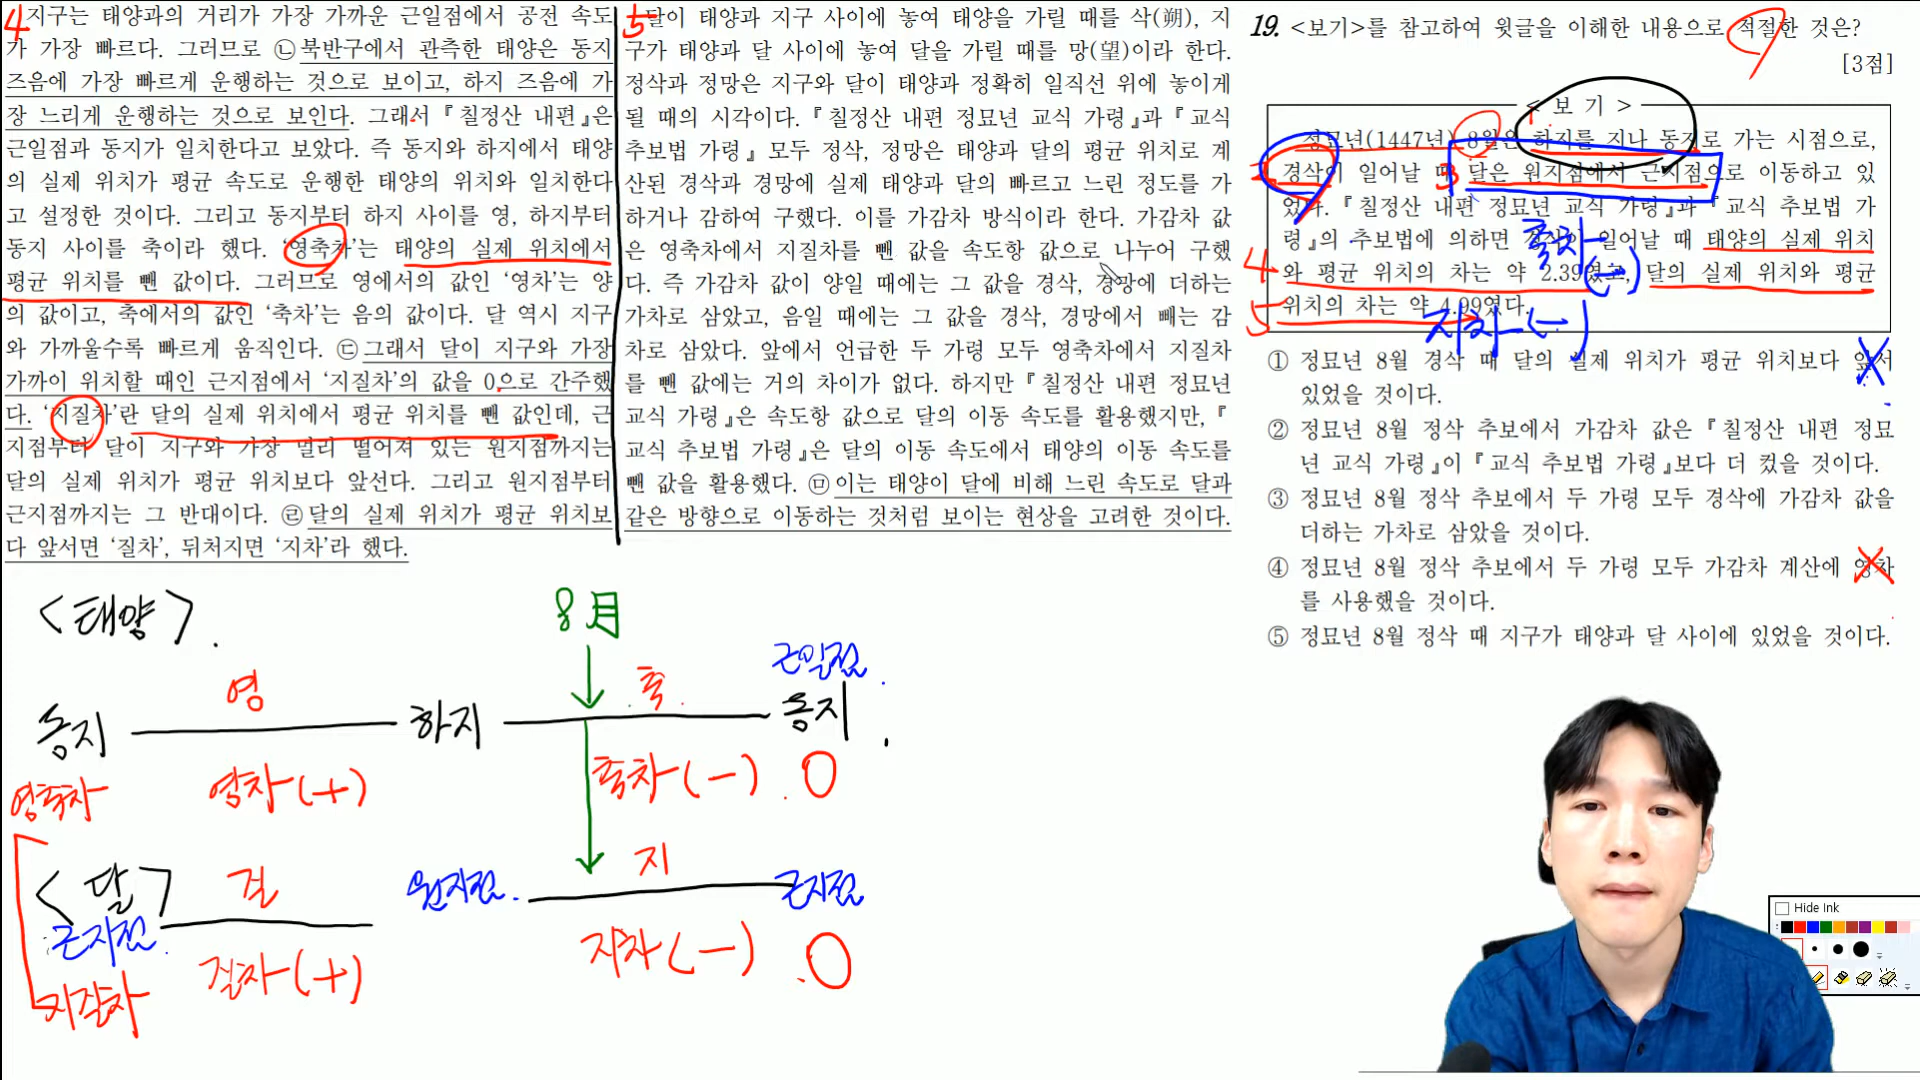 4 지구는 태양과의 거리가 가장 가까운 근일점에서 공전 속도
가 가장 빠르다. 그러므로 ㉡북반구에서 관측한 태양은 동지
즈음에 가장 빠르게 운행하는 것으로 보이고, 하지 즈음에 가
장 느리게 운행하는 것으로 보인다. 그래서 『칠정산 내편』은
근일점과 동지가 일치한다고 보았다. 즉 동지와 하지에서 태양
의 실제 위치가 평균 속도로 운행한 태양의 위치와 일치한다
고 설정한 것이다. 그리고 동지부터 하지 사이를 영, 하지부터
동지 사이를 축이라 했다. ‘영축차’는 태양의 실제 위치에서
평균 위치를 뺀 값이다. 그러므로 영에서의 값인 ‘영차’는 양
의 값이고, 축에서의 값인 ‘축차’는 음의 값이다. 달 역시 지구
와 가까울수록 빠르게 움직인다. ㉢그래서 달이 지구와 가장
가까이 위치할 때인 근지점에서 ‘지질차’의 값을 0으로 간주했
다. ‘지질차’란 달의 실제 위치에서 평균 위치를 뺀 값인데, 근
지점부터 달이 지구와 가장 멀리 떨어져 있는 원지점까지는
달의 실제 위치가 평균 위치보다 앞선다. 그리고 원지점부터
근지점까지는 그 반대이다. ㉣달의 실제 위치가 평균 위치보
다 앞서면 ‘질차’, 뒤처지면 ‘지차’라 했다.
5 달이 태양과 지구 사이에 놓여 태양을 가릴 때를 삭(朔), 지
구가 태양과 달 사이에 놓여 달을 가릴 때를 망(望)이라 한다.
정삭과 정망은 지구와 달이 태양과 정확히 일직선 위에 놓이게
될 때의 시각이다. 『칠정산 내편 정묘년 교식 가령』과 『교식
추보법 가령』 모두 정삭, 정망은 태양과 달의 평균 위치로 계
산된 경삭과 경망에 실제 태양과 달의 빠르고 느린 정도를 가
하거나 감하여 구했다. 이를 가감차 방식이라 한다. 가감차 값
은 영축차에서 지질차를 뺀 값을 속도항 값으로 나누어 구했
다. 즉 가감차 값이 양일 때에는 그 값을 경삭, 경망에 더하는
가차로 삼았고, 음일 때에는 그 값을 경삭, 경망에서 빼는 감
차로 삼았다. 앞에서 언급한 두 가령 모두 영축차에서 지질차
를 뺀 값에는 거의 차이가 없다. 하지만 『칠정산 내편 정묘년
교식 가령』은 속도항 값으로 달의 이동 속도를 활용했지만, 『
교식 추보법 가령』은 달의 이동 속도에서 태양의 이동 속도를
뺀 값을 활용했다. ㉤이는 태양이 달에 비해 느린 속도로 달과
같은 방향으로 이동하는 것처럼 보이는 현상을 고려한 것이다.
19. <보기>를 참고하여 윗글을 이해한 내용으로 적절한 것은?
[3점]
< 보 기 >
정묘년(1447년) 8월은 하지를 지나 동지로 가는 시점으로,
경삭이 일어날 때 달은 원지점에서 근지점으로 이동하고 있
었다. 『칠정산 내편 정묘년 교식 가령』과 『교식 추보법 가
령』의 추보법에 의하면 경삭이 일어날 때 태양의 실제 위치
와 평균 위치의 차는 약 2.39였고, 달의 실제 위치와 평균
위치의 차는 약 4.99였다.
3
4
5
축차 (-)
지차 (-)
① 정묘년 8월 경삭 때 달의 실제 위치가 평균 위치보다 앞서
있었을 것이다.
② 정묘년 8월 정삭 추보에서 가감차 값은 『칠정산 내편 정묘
년 교식 가령』이 『교식 추보법 가령』보다 더 컸을 것이다.
③ 정묘년 8월 정삭 추보에서 두 가령 모두 경삭에 가감차 값을
더하는 가차로 삼았을 것이다.
④ 정묘년 8월 정삭 추보에서 두 가령 모두 가감차 계산에 영차
를 사용했을 것이다.
⑤ 정묘년 8월 정삭 때 지구가 태양과 달 사이에 있었을 것이다.
<태양>
8月
동지 영 하지 축 근일점 동지
영축차 영차(+) 축차(-) 0
<달> 근지점 질 원지점 지 근지점
지질차 질차(+) 지차(-) 0
Hide Ink